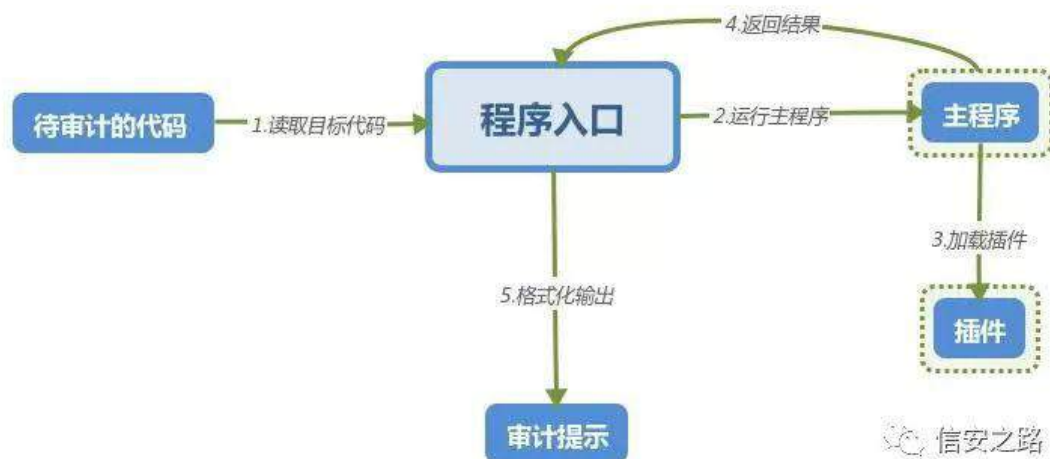 4.返回结果
待审计的代码
1.读取目标代码
程序入口
2.运行主程序
主程序
3.加载插件
5.格式化输出
插件
审计提示
信安之路